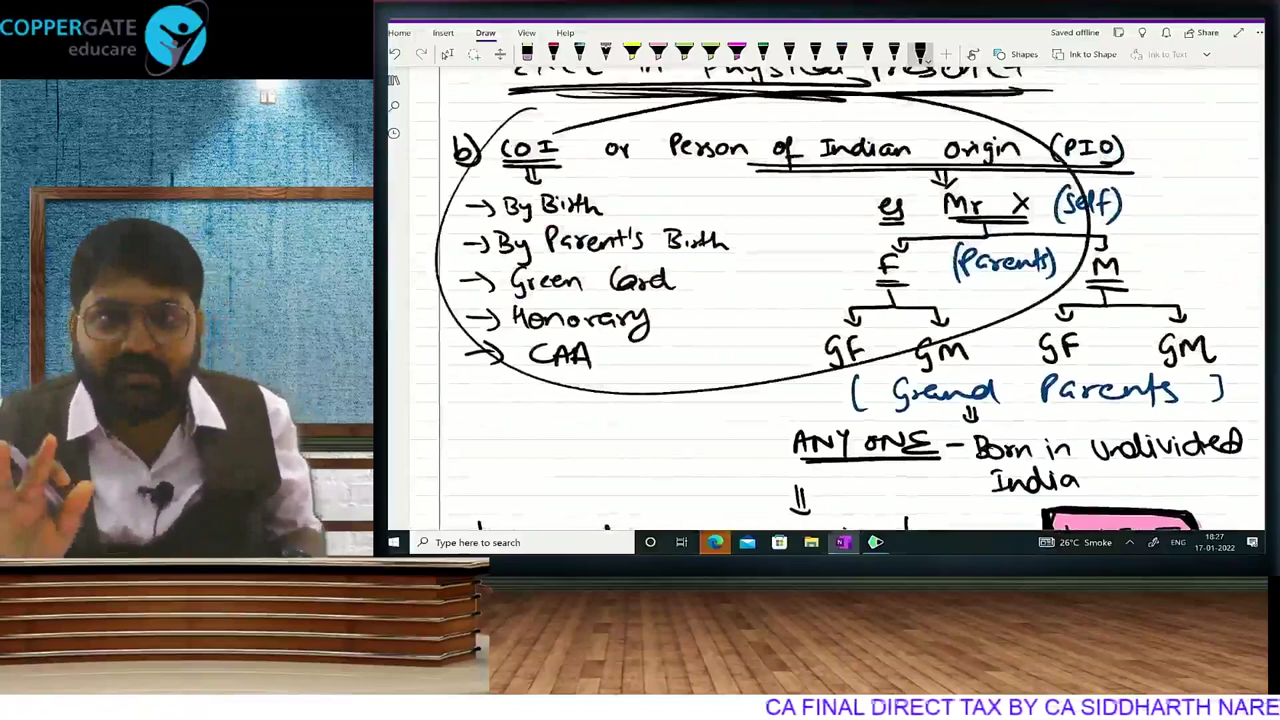 COPPERGATE
educare
Home Insert Draw View Help
Saved offline
Share
Shapes
Ink to Shape
Ink to Text
in Physical Presence
b) COI or Person of Indian Origin (PIO)
→ By Birth
→ By Parent's Birth
→ Green Card
→ Honorary
→ CAA
eg Mr X (Self)
F (Parents) M
GF GM GF GM
( Grand Parents )
ANY ONE - Born in Undivided
India
Type here to search
26°C Smoke
ENG
18:27
17-01-2022
CA FINAL DIRECT TAX BY CA SIDDHARTH NARE